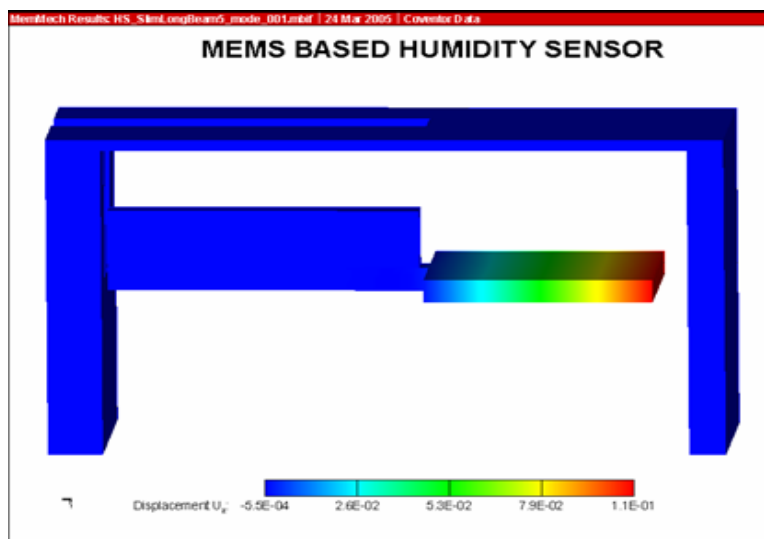 MemMech Results: HS_SlimLongBeam5_mode_001.mbif | 24 Mar 2005 | Coventor Data
MEMS BASED HUMIDITY SENSOR
Displacement U_z: -5.5E-04 2.6E-02 5.3E-02 7.9E-02 1.1E-01